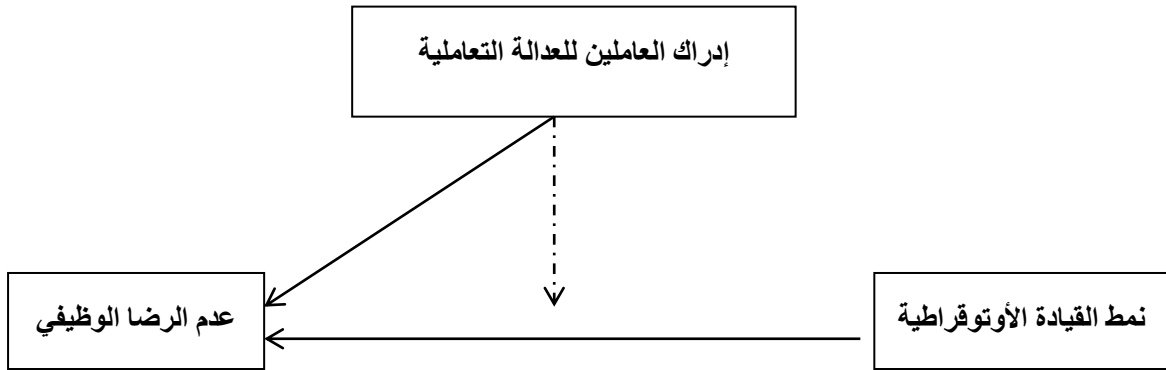 إدراك العاملين للعدالة التعاملية
نمط القيادة الأوتوقراطية
عدم الرضا الوظيفي